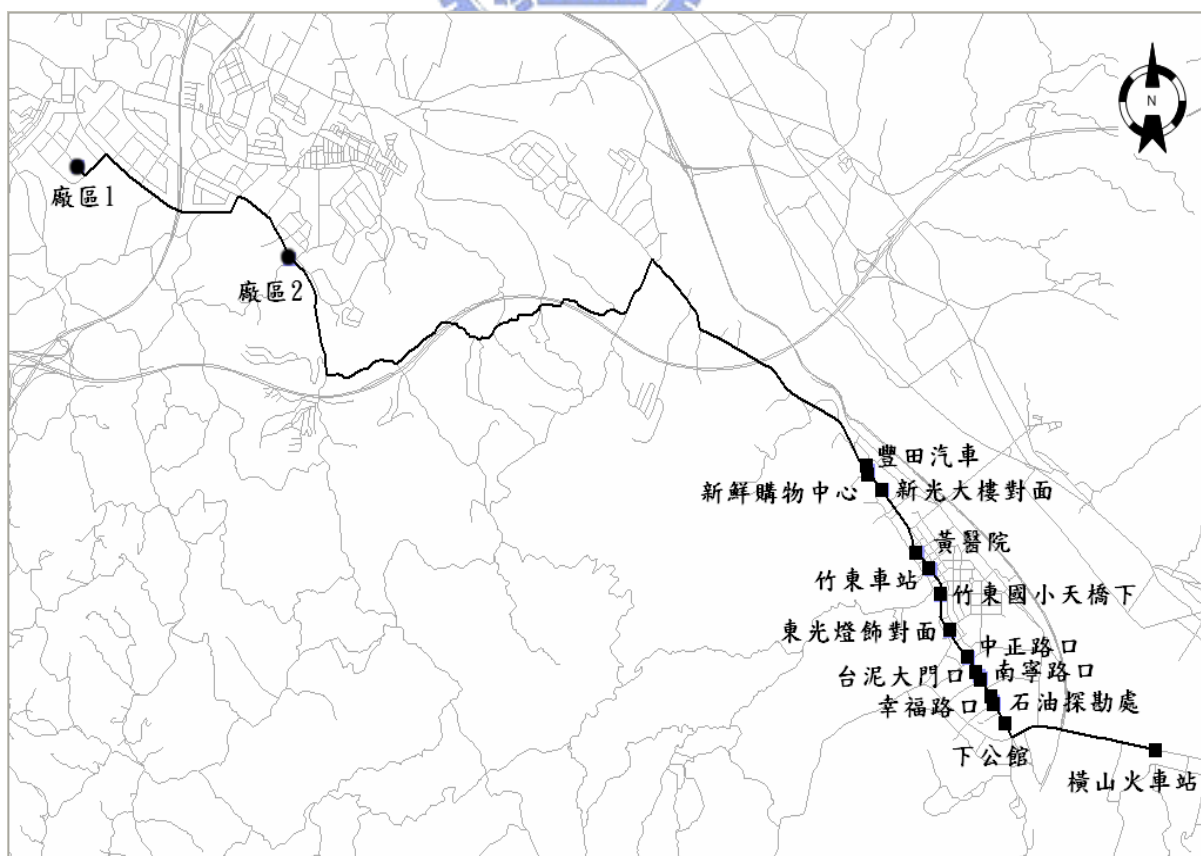 N
廠區1
廠區2
豐田汽車
新鮮購物中心
新光大樓對面
黃醫院
竹東車站
竹東國小天橋下
東光燈飾對面
中正路口
台泥大門口
南寧路口
幸福路口
石油探勘處
下公館
橫山火車站